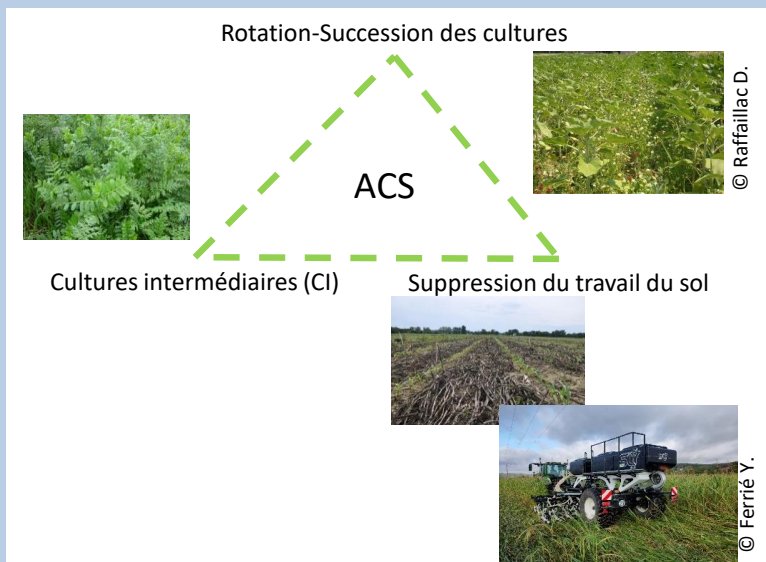 Rotation-Succession des cultures
© Raffaillac D.
ACS
Cultures intermédiaires (CI)
Suppression du travail du sol
© Ferrié Y.